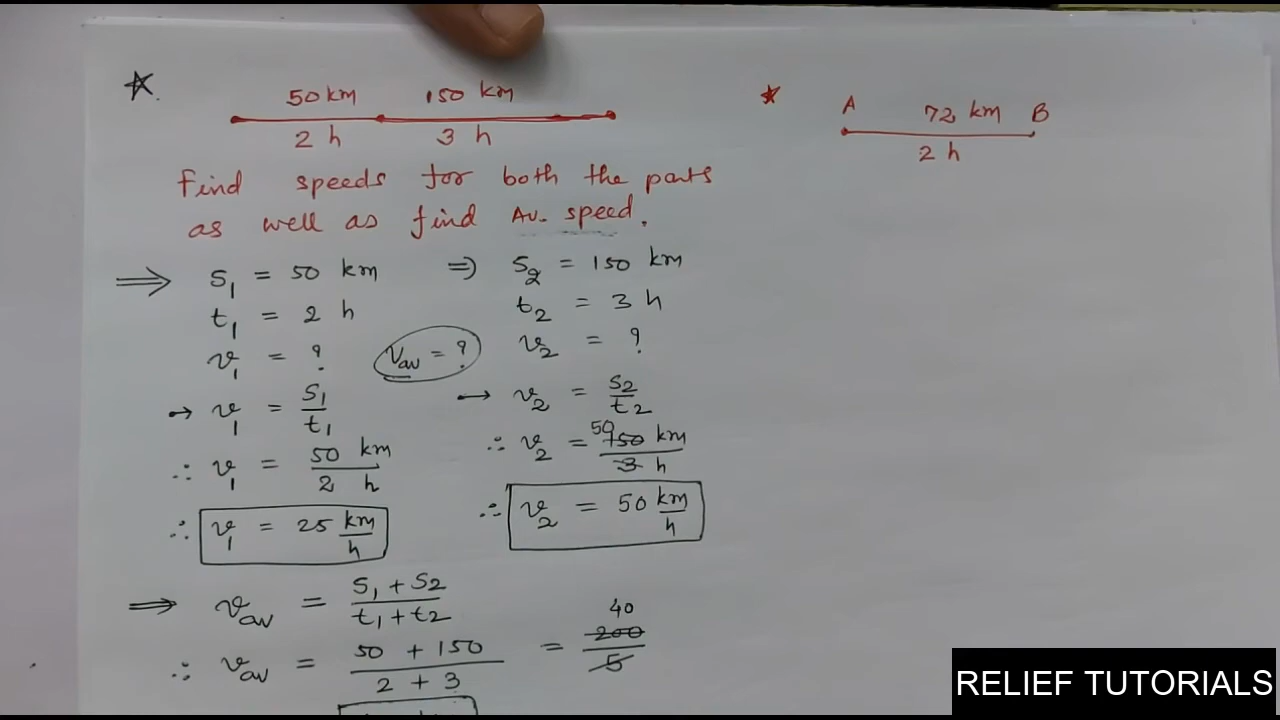 ☆
50 km 150 km
2 h 3 h
Find speeds for both the parts
as well as find Av. speed.
⇒ S₁ = 50 km
t₁ = 2 h
v₁ = ?
Vav = ?
→ v₁ = S₁/t₁
∴ v₁ = 50 km / 2 h
∴ v₁ = 25 km/h
⇒ S₂ = 150 km
t₂ = 3 h
v₂ = ?
→ v₂ = S₂/t₂
∴ v₂ = 50 150 km / 3 h
∴ v₂ = 50 km/h
⇒ vav = S₁ + S₂ / t₁ + t₂
∴ vav = 50 + 150 / 2 + 3 = 40 200 / 5
* A 72 km B
2 h
RELIEF TUTORIALS